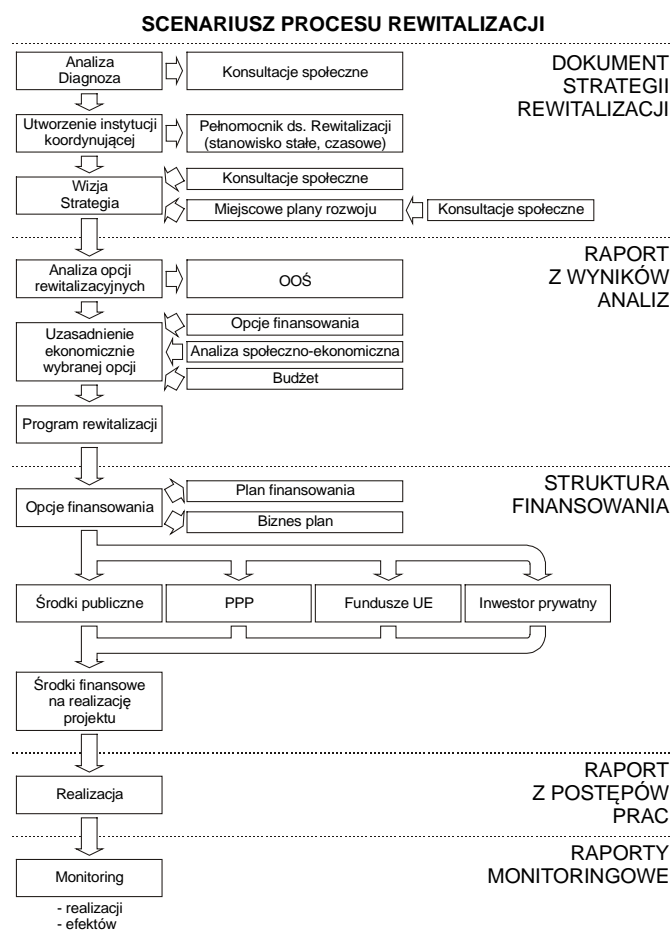 SCENARIUSZ PROCESU REWITALIZACJI
Analiza
Diagnoza
Konsultacje społeczne
DOKUMENT
STRATEGII
REWITALIZACJI
Utworzenie instytucji
koordynującej
Pełnomocnik ds. Rewitalizacji
(stanowisko stałe, czasowe)
Wizja
Strategia
Konsultacje społeczne
Miejscowe plany rozwoju
Konsultacje społeczne
RAPORT
Z WYNIKÓW
ANALIZ
Analiza opcji
rewitalizacyjnych
OOŚ
Uzasadnienie
ekonomicznie
wybranej opcji
Opcje finansowania
Analiza społeczno-ekonomiczna
Budżet
Program rewitalizacji
STRUKTURA
FINANSOWANIA
Opcje finansowania
Plan finansowania
Biznes plan
Środki publiczne
PPP
Fundusze UE
Inwestor prywatny
Środki finansowe
na realizację
projektu
RAPORT
Z POSTĘPÓW
PRAC
Realizacja
RAPORTY
MONITORINGOWE
Monitoring
- realizacji
- efektów